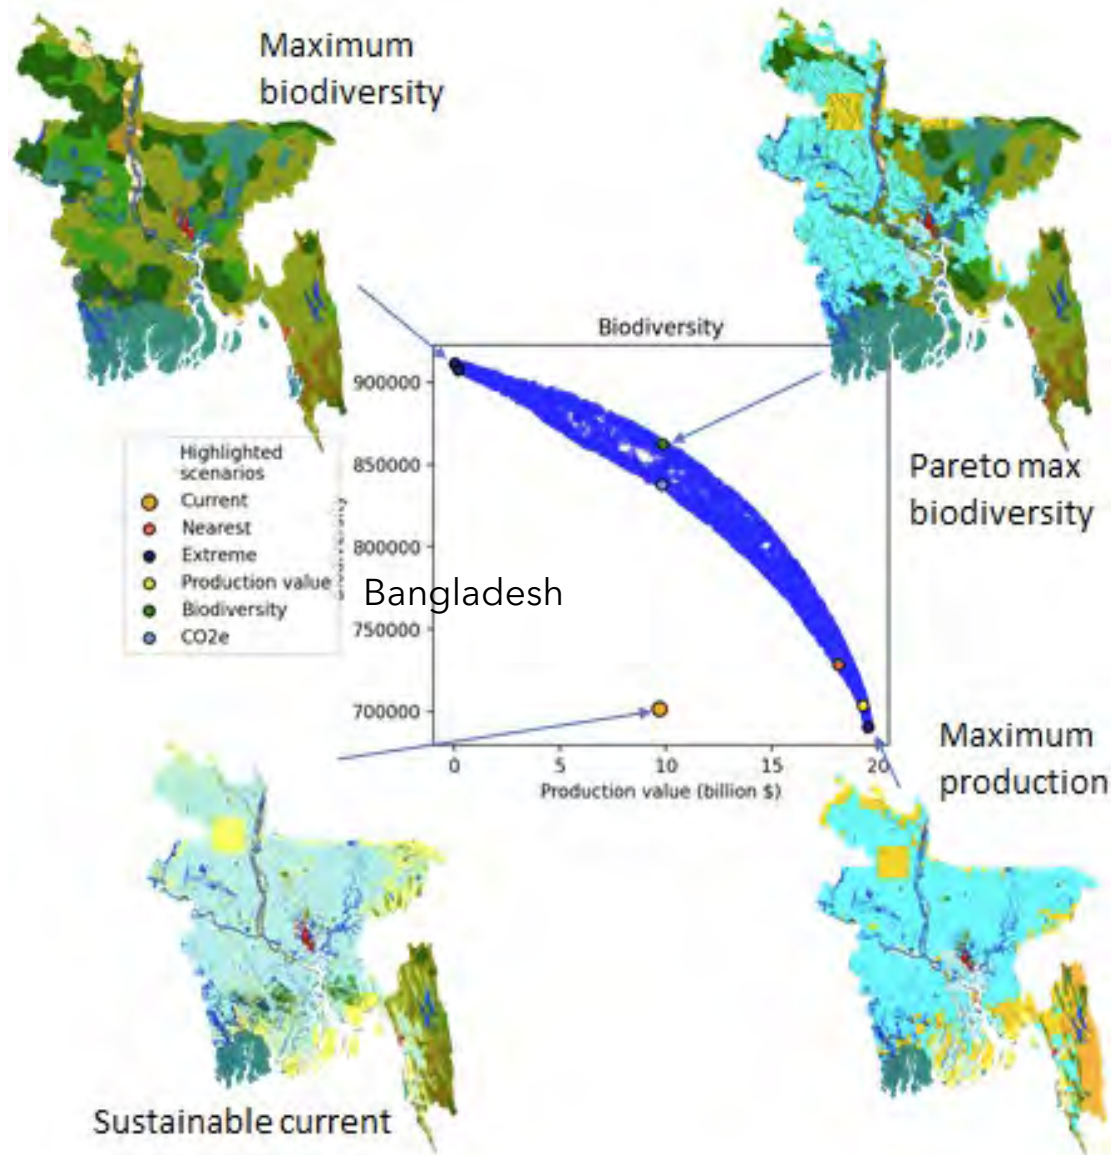 Maximum
biodiversity
Biodiversity
900000
850000
800000
750000
700000
0
5
10
15
20
Production value (billion $)
Highlighted
scenarios
Current
Nearest
Extreme
Production value
Biodiversity
CO2e
Bangladesh
Pareto max
biodiversity
Maximum
production
Sustainable current